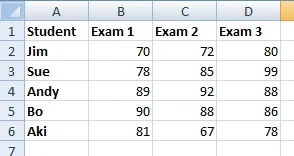 A B C D
1 Student Exam 1 Exam 2 Exam 3
2 Jim 70 72 80
3 Sue 78 85 99
4 Andy 89 92 88
5 Bo 90 88 86
6 Aki 81 67 78
7